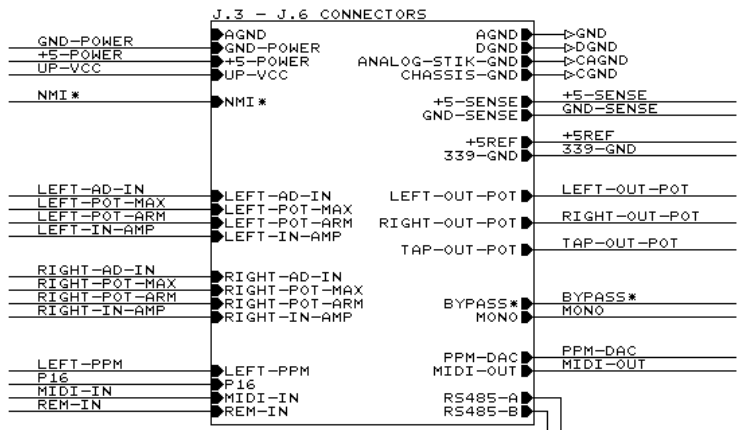 J.3 - J.6 CONNECTORS
AGND AGND GND
GND-POWER GND-POWER DGND DGND
+5-POWER +5-POWER ANALOG-STIK-GND CAGND
UP-VCC UP-VCC CHASSIS-GND CGND
NMI* NMI* +5-SENSE +5-SENSE
GND-SENSE GND-SENSE
+5REF +5REF
339-GND 339-GND
LEFT-AD-IN LEFT-AD-IN LEFT-OUT-POT LEFT-OUT-POT
LEFT-POT-MAX LEFT-POT-MAX
LEFT-POT-ARM LEFT-POT-ARM RIGHT-OUT-POT RIGHT-OUT-POT
LEFT-IN-AMP LEFT-IN-AMP
TAP-OUT-POT TAP-OUT-POT
RIGHT-AD-IN RIGHT-AD-IN
RIGHT-POT-MAX RIGHT-POT-MAX
RIGHT-POT-ARM RIGHT-POT-ARM BYPASS* BYPASS*
RIGHT-IN-AMP RIGHT-IN-AMP MONO MONO
PPM-DAC PPM-DAC
LEFT-PPM LEFT-PPM MIDI-OUT MIDI-OUT
P16 P16
MIDI-IN MIDI-IN RS485-A
REM-IN REM-IN RS485-B